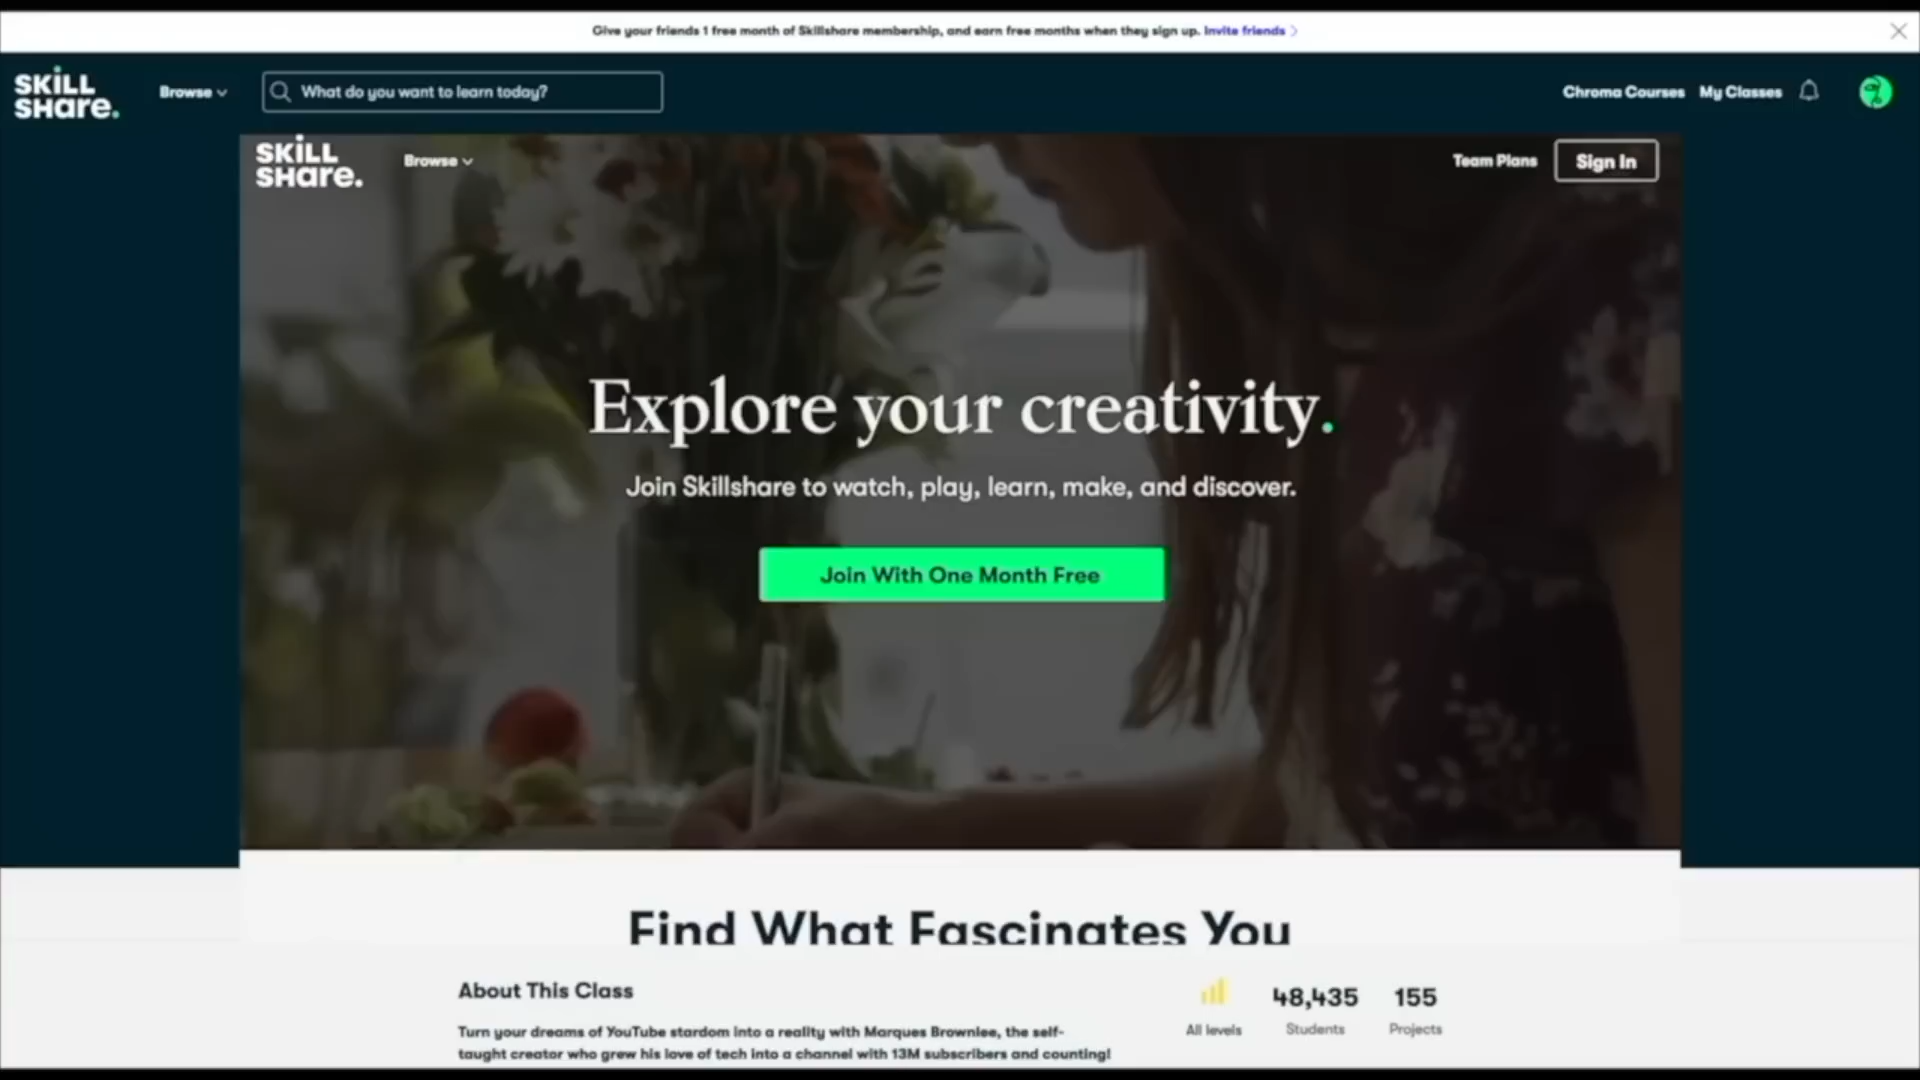 Give your friends 1 free month of Skillshare membership, and earn free months when they sign up. Invite friends
SKILL
SHare.
Browse
What do you want to learn today?
Chroma Courses
My Classes
SKILL
SHare.
Browse
Team Plans
Sign In
Explore your creativity.
Join Skillshare to watch, play, learn, make, and discover.
Join With One Month Free
Find What Fascinates You
About This Class
Turn your dreams of YouTube stardom into a reality with Marques Brownlee, the self-
taught creator who grew his love of tech into a channel with 13M subscribers and counting!
All levels
48,435
Students
155
Projects